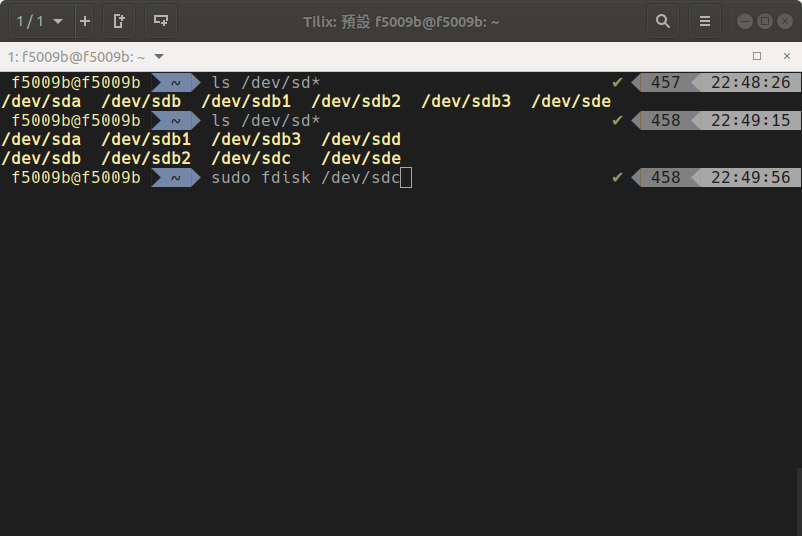 1 / 1
Tilix: 預設 f5009b@f5009b: ~
1: f5009b@f5009b: ~
f5009b@f5009b ~ ls /dev/sd* ✔ 457 22:48:26
/dev/sda /dev/sdb /dev/sdb1 /dev/sdb2 /dev/sdb3 /dev/sde
f5009b@f5009b ~ ls /dev/sd* ✔ 458 22:49:15
/dev/sda /dev/sdb1 /dev/sdb3 /dev/sdd
/dev/sdb /dev/sdb2 /dev/sdc /dev/sde
f5009b@f5009b ~ sudo fdisk /dev/sdc ✔ 458 22:49:56